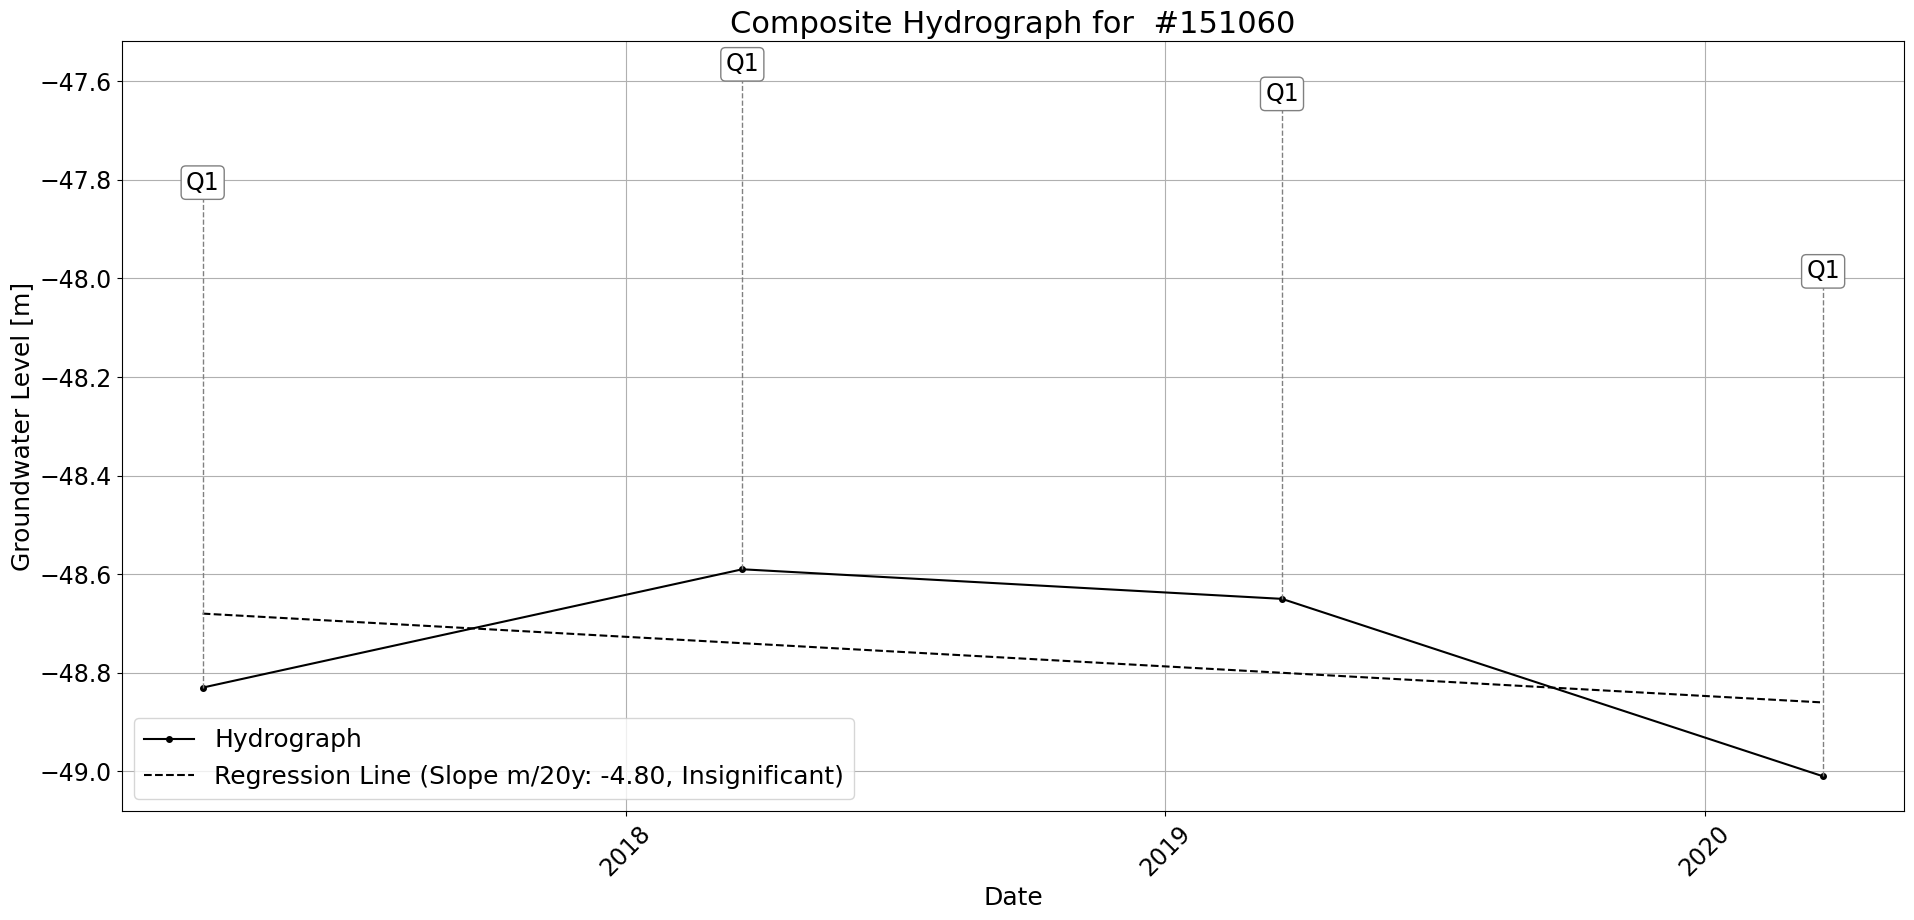 Composite Hydrograph for  #151060
Q1
Q1
Q1
Q1
−47.6
−47.8
−48.0
−48.2
−48.4
−48.6
−48.8
−49.0
Groundwater Level [m]
Hydrograph
Regression Line (Slope m/20y: -4.80, Insignificant)
2018
2019
2020
Date